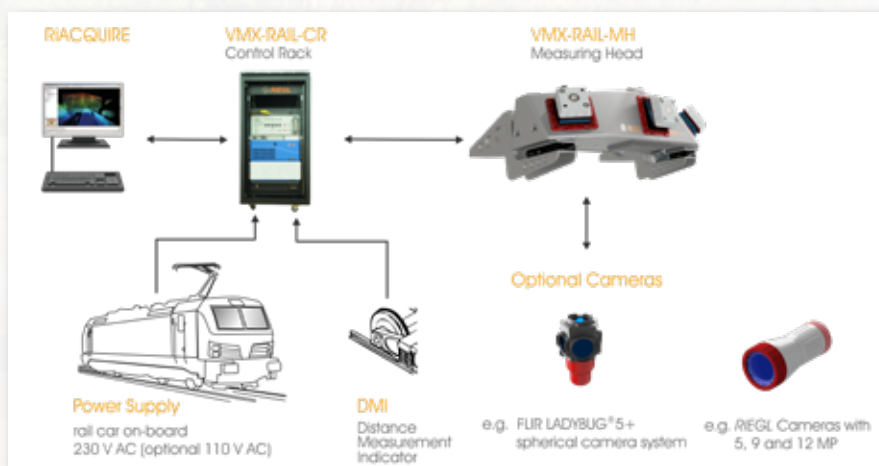 RiACQUIRE
VMX-RAIL-CR
Control Rack
VMX-RAIL-MH
Measuring Head
RIEGL
Optional Cameras
Power Supply
rail car on-board
230 V AC (optional 110 V AC)
DMI
Distance
Measurement
Indicator
e.g. FLIR LADYBUG®5+
spherical camera system
e.g. RIEGL Cameras with
5, 9 and 12 MP